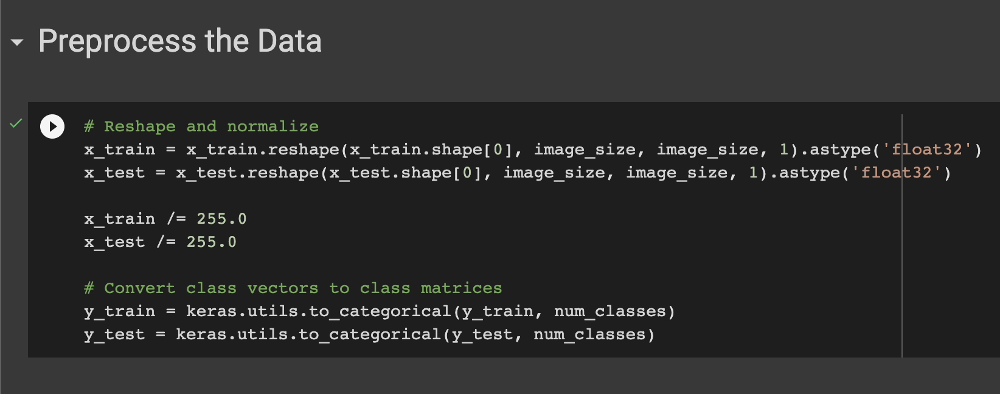 Preprocess the Data
# Reshape and normalize
x_train = x_train.reshape(x_train.shape[0], image_size, image_size, 1).astype('float32')
x_test = x_test.reshape(x_test.shape[0], image_size, image_size, 1).astype('float32')
x_train /= 255.0
x_test /= 255.0
# Convert class vectors to class matrices
y_train = keras.utils.to_categorical(y_train, num_classes)
y_test = keras.utils.to_categorical(y_test, num_classes)